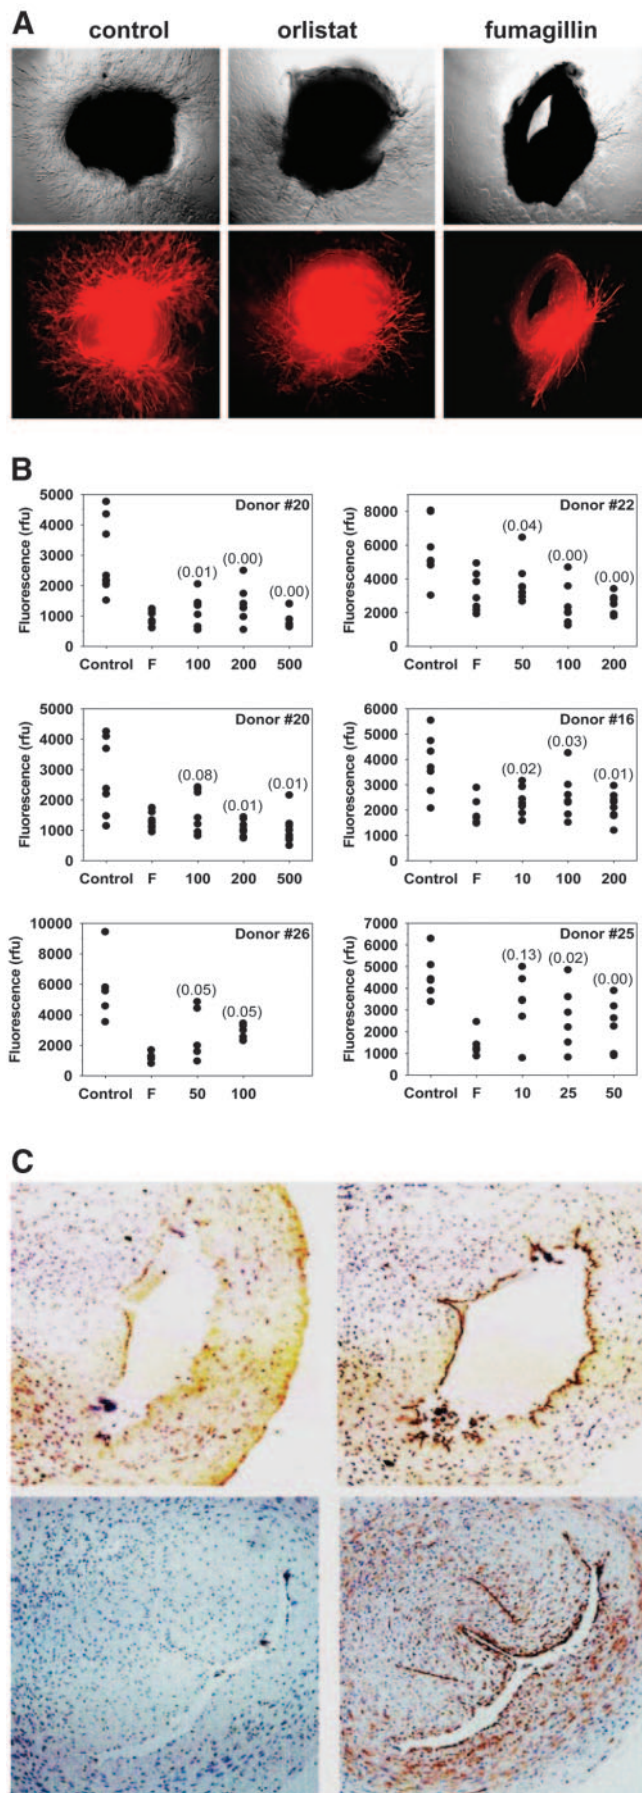 A
control orlistat fumagillin
B
Donor #20
Fluorescence (rfu)
5000
4000
3000
2000
1000
0
(0.01) (0.00) (0.00)
Control F 100 200 500
Donor #22
Fluorescence (rfu)
8000
6000
4000
2000
0
(0.04) (0.00) (0.00)
Control F 50 100 200
Donor #20
Fluorescence (rfu)
5000
4000
3000
2000
1000
0
(0.08) (0.01) (0.01)
Control F 100 200 500
Donor #16
Fluorescence (rfu)
6000
5000
4000
3000
2000
1000
0
(0.02) (0.03) (0.01)
Control F 10 100 200
Donor #26
Fluorescence (rfu)
10000
8000
6000
4000
2000
0
(0.05) (0.05)
Control F 50 100
Donor #25
Fluorescence (rfu)
7000
6000
5000
4000
3000
2000
1000
0
(0.13) (0.02) (0.00)
Control F 10 25 50
C